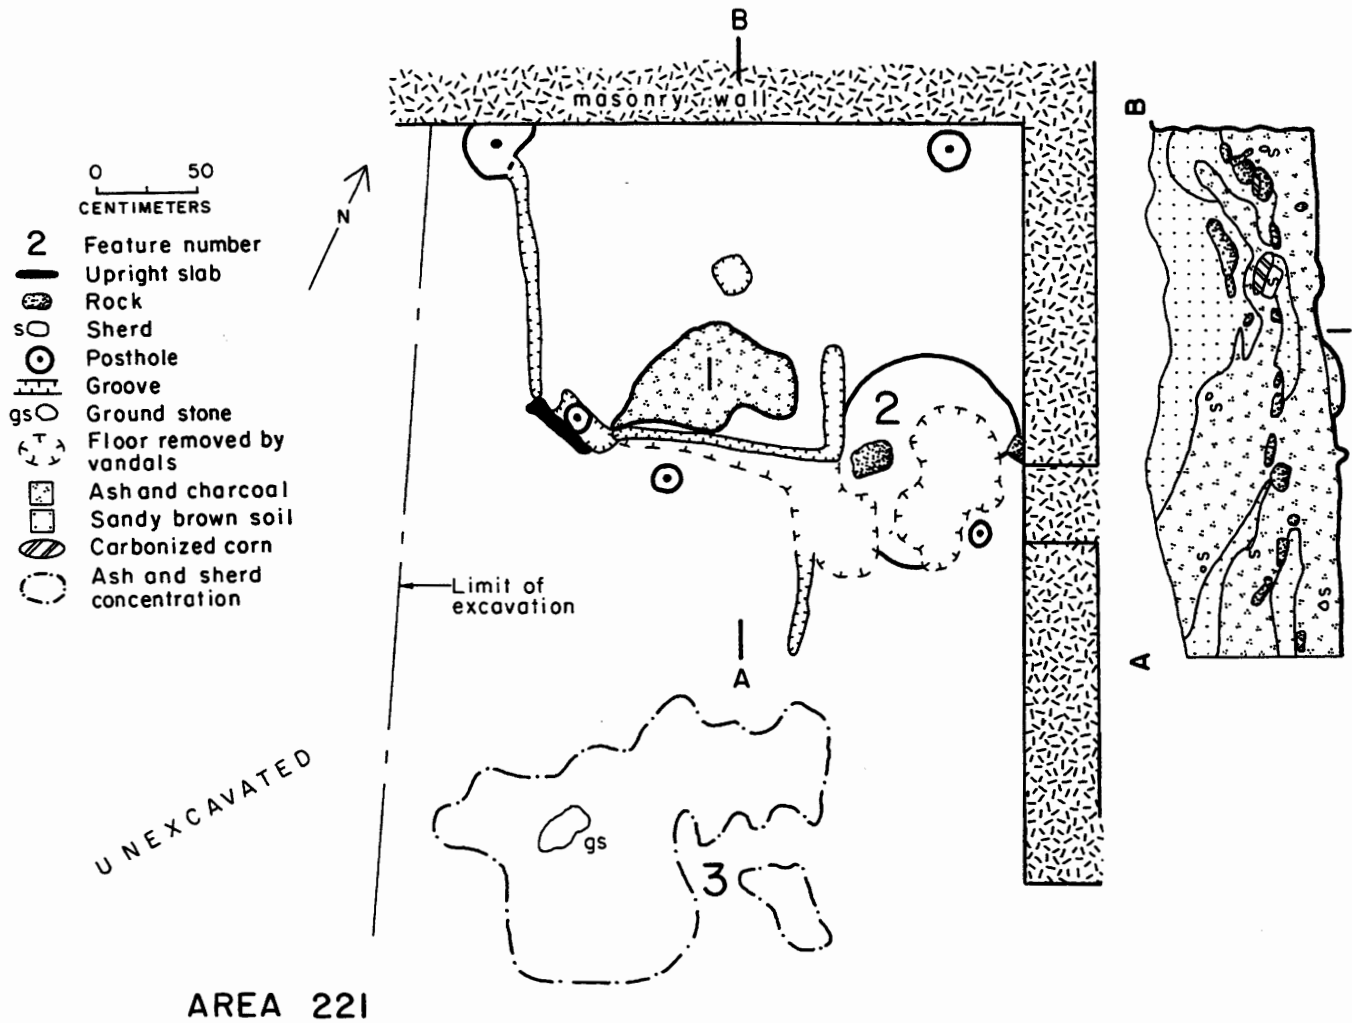 B
masonry wall
0 50
CENTIMETERS
N
2 Feature number
Upright slab
Rock
s Sherd
Posthole
Groove
gs Ground stone
Floor removed by
vandals
Ash and charcoal
Sandy brown soil
Carbonized corn
Ash and sherd
concentration
1
2
Limit of
excavation
A
UNEXCAVATED
gs
3
AREA 221
B
s
s
s
s
s
s
1
A